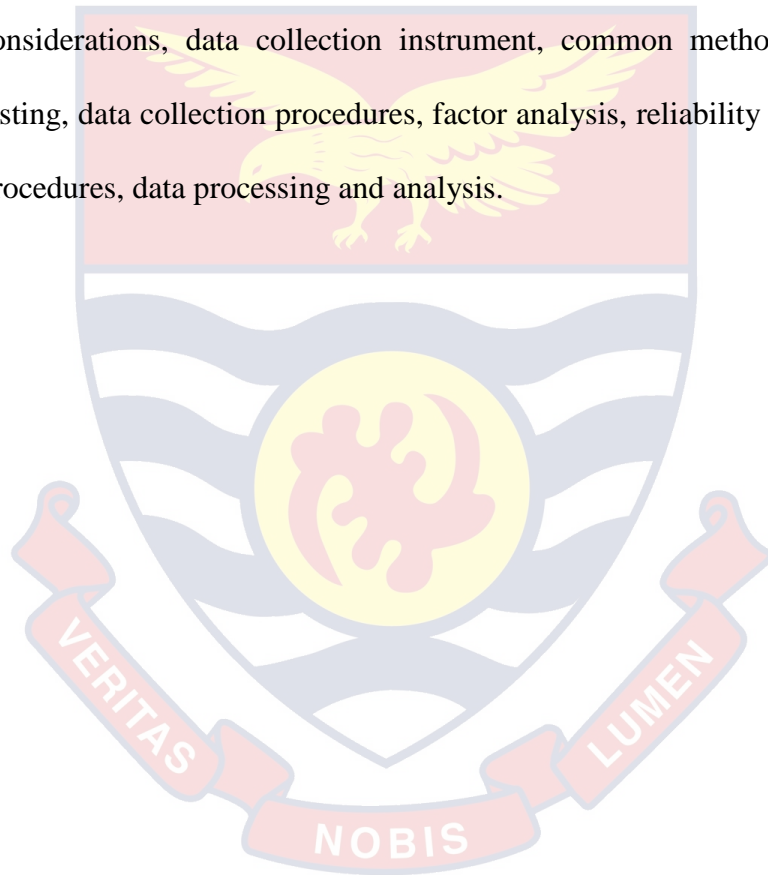 onsiderations, data collection instrument, common metho
sting, data collection procedures, factor analysis, reliability
rocedures, data processing and analysis.
VERITAS
NOBIS
LUMEN